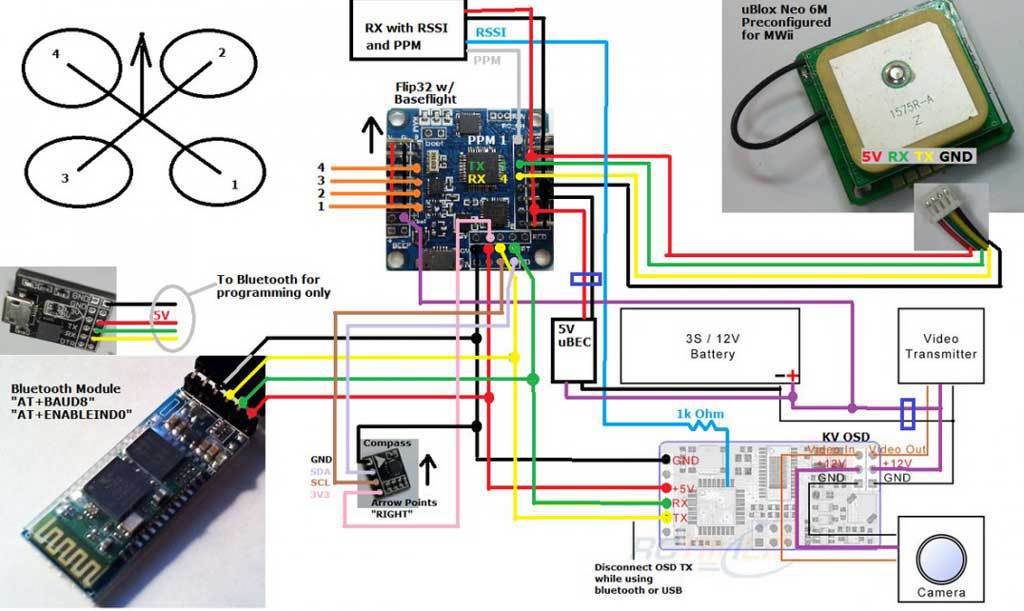 RX with RSSI
and PPM
RSSI
PPM
uBlox Neo 6M
Preconfigured
for MWii
1575R-A
Z
5V RX TX GND
4
2
3
1
Flip32 w/
Baseflight
PPM 1
TX
RX 4
4
3
2
1
BEEP
To Bluetooth for
programming only
GND
5V
TX
RX
Bluetooth Module
"AT+BAUD8"
"AT+ENABLEIND0"
5V
uBEC
3S / 12V
Battery
- +
Video
Transmitter
1k Ohm
Compass
GND
SDA
SCL
3V3
Arrow Points
"RIGHT"
KV OSD
Video In
Video Out
+12V
+12V
GND
GND
GND
+5V
RX
TX
Disconnect OSD TX
while using
bluetooth or USB
Camera